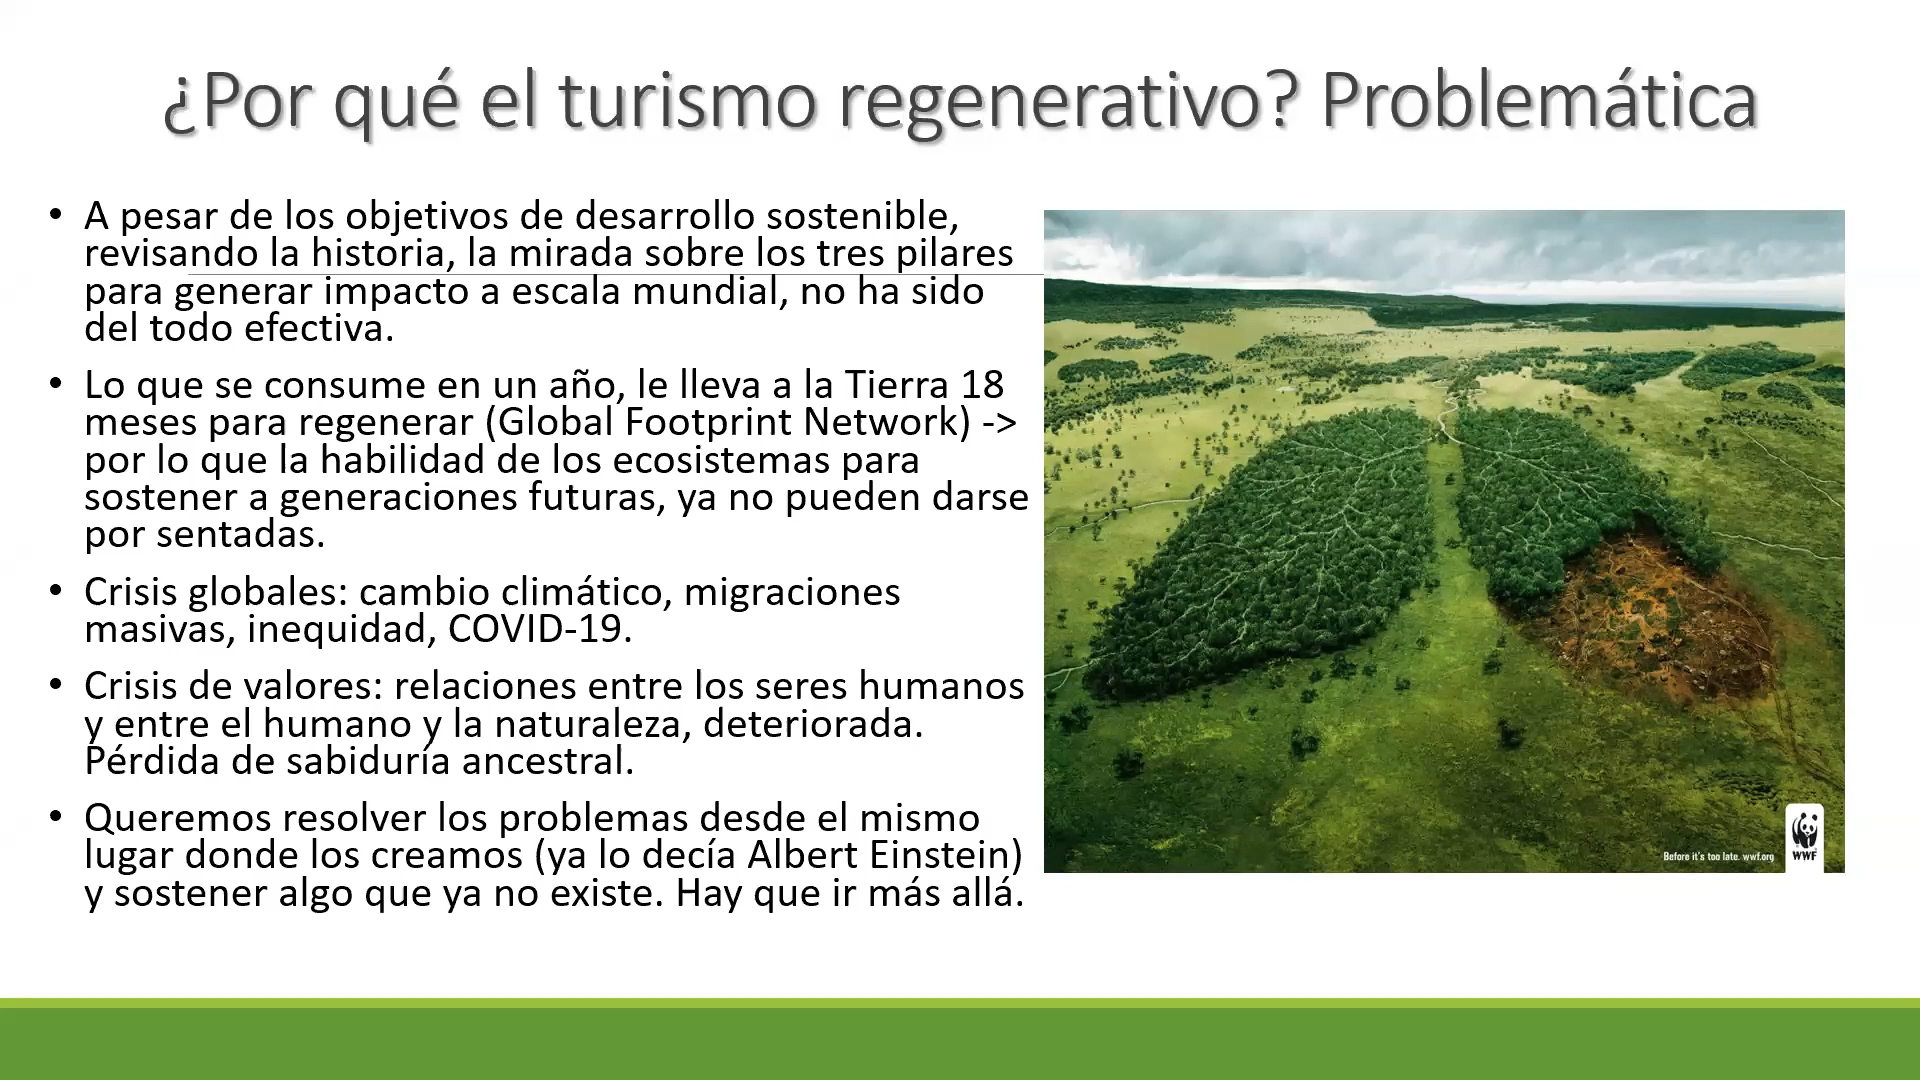 ¿Por qué el turismo regenerativo? Problemática
• A pesar de los objetivos de desarrollo sostenible,
revisando la historia, la mirada sobre los tres pilares
para generar impacto a escala mundial, no ha sido
del todo efectiva.
• Lo que se consume en un año, le lleva a la Tierra 18
meses para regenerar (Global Footprint Network) ->
por lo que la habilidad de los ecosistemas para
sostener a generaciones futuras, ya no pueden darse
por sentadas.
• Crisis globales: cambio climático, migraciones
masivas, inequidad, COVID-19.
• Crisis de valores: relaciones entre los seres humanos
y entre el humano y la naturaleza, deteriorada.
Pérdida de sabiduría ancestral.
• Queremos resolver los problemas desde el mismo
lugar donde los creamos (ya lo decía Albert Einstein)
y sostener algo que ya no existe. Hay que ir más allá.
Before it's too late. wwf.org
WWF